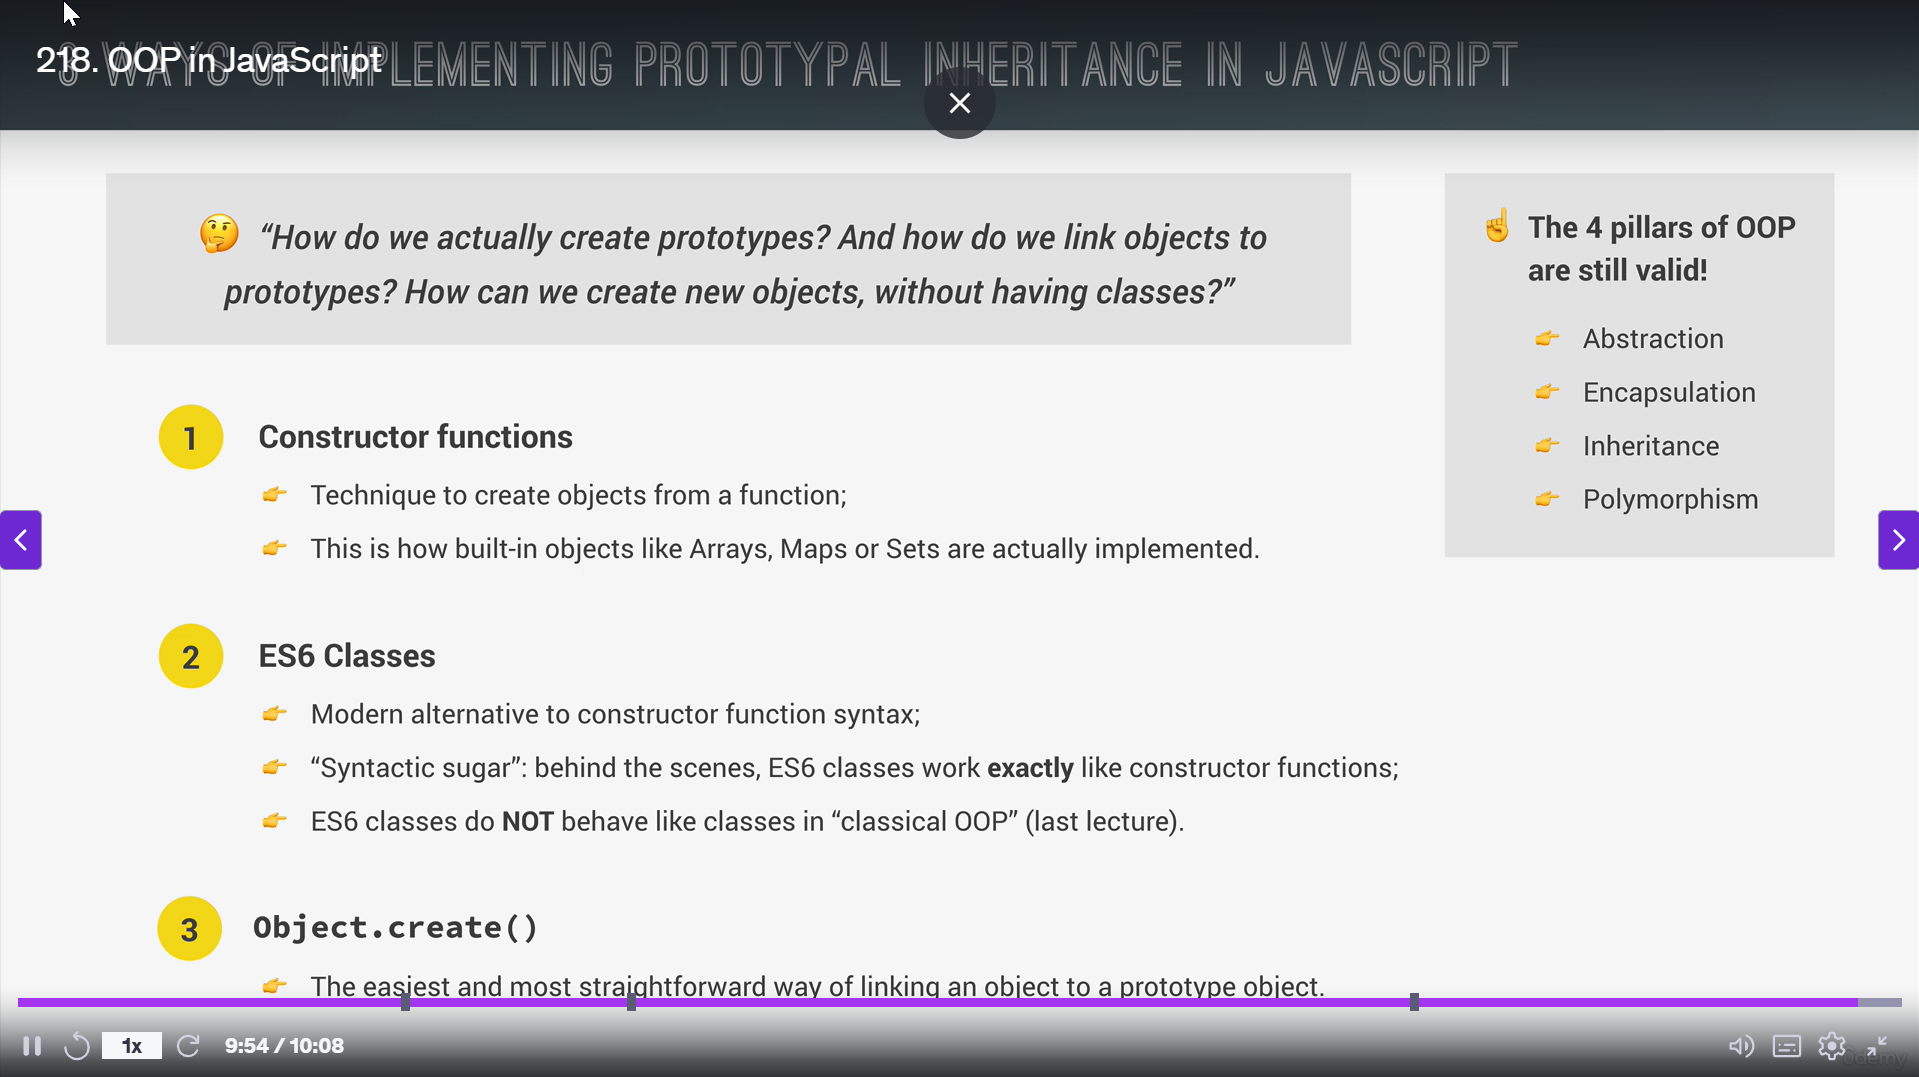 218. OOP in JavaScript
3 WAYS OF IMPLEMENTING PROTOTYPAL INHERITANCE IN JAVASCRIPT
“How do we actually create prototypes? And how do we link objects to
prototypes? How can we create new objects, without having classes?”
The 4 pillars of OOP
are still valid!
Abstraction
Encapsulation
Inheritance
Polymorphism
1 Constructor functions
Technique to create objects from a function;
This is how built-in objects like Arrays, Maps or Sets are actually implemented.
2 ES6 Classes
Modern alternative to constructor function syntax;
“Syntactic sugar”: behind the scenes, ES6 classes work exactly like constructor functions;
ES6 classes do NOT behave like classes in “classical OOP” (last lecture).
3 Object.create()
The easiest and most straightforward way of linking an object to a prototype object.
1x
9:54 / 10:08
udemy